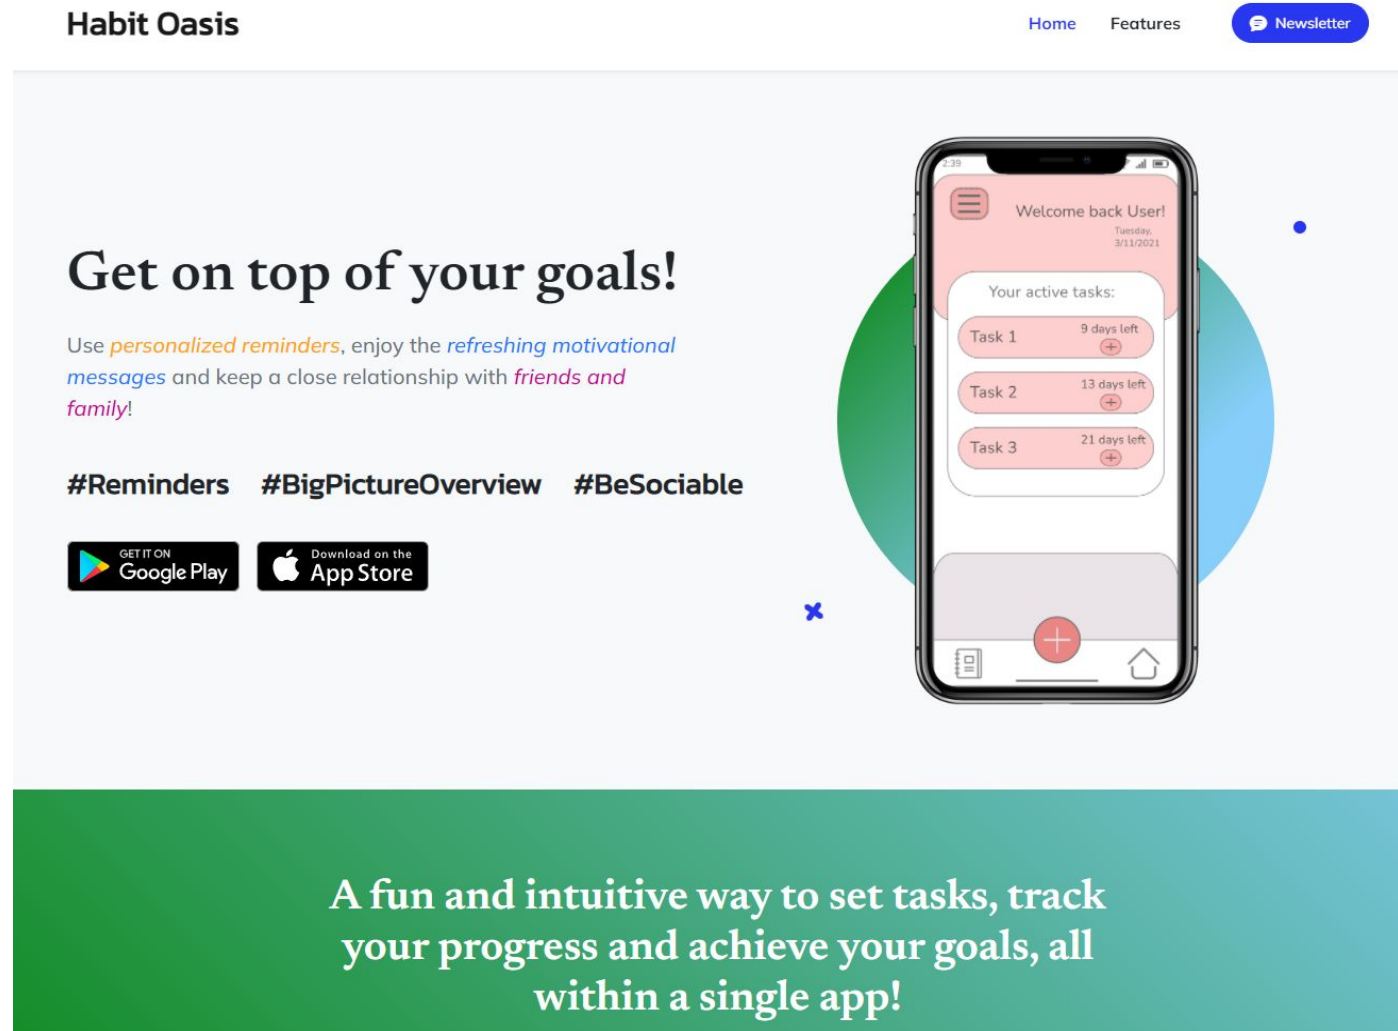 Habit Oasis
Home
Features
Newsletter
Get on top of your goals!
Use personalized reminders, enjoy the refreshing motivational
messages and keep a close relationship with friends and
family!
#Reminders #BigPictureOverview #BeSociable
GET IT ON
Google Play
Download on the
App Store
2:39
Welcome back User!
Tuesday,
3/11/2021
Your active tasks:
Task 1
9 days left
Task 2
13 days left
Task 3
21 days left
A fun and intuitive way to set tasks, track
your progress and achieve your goals, all
within a single app!